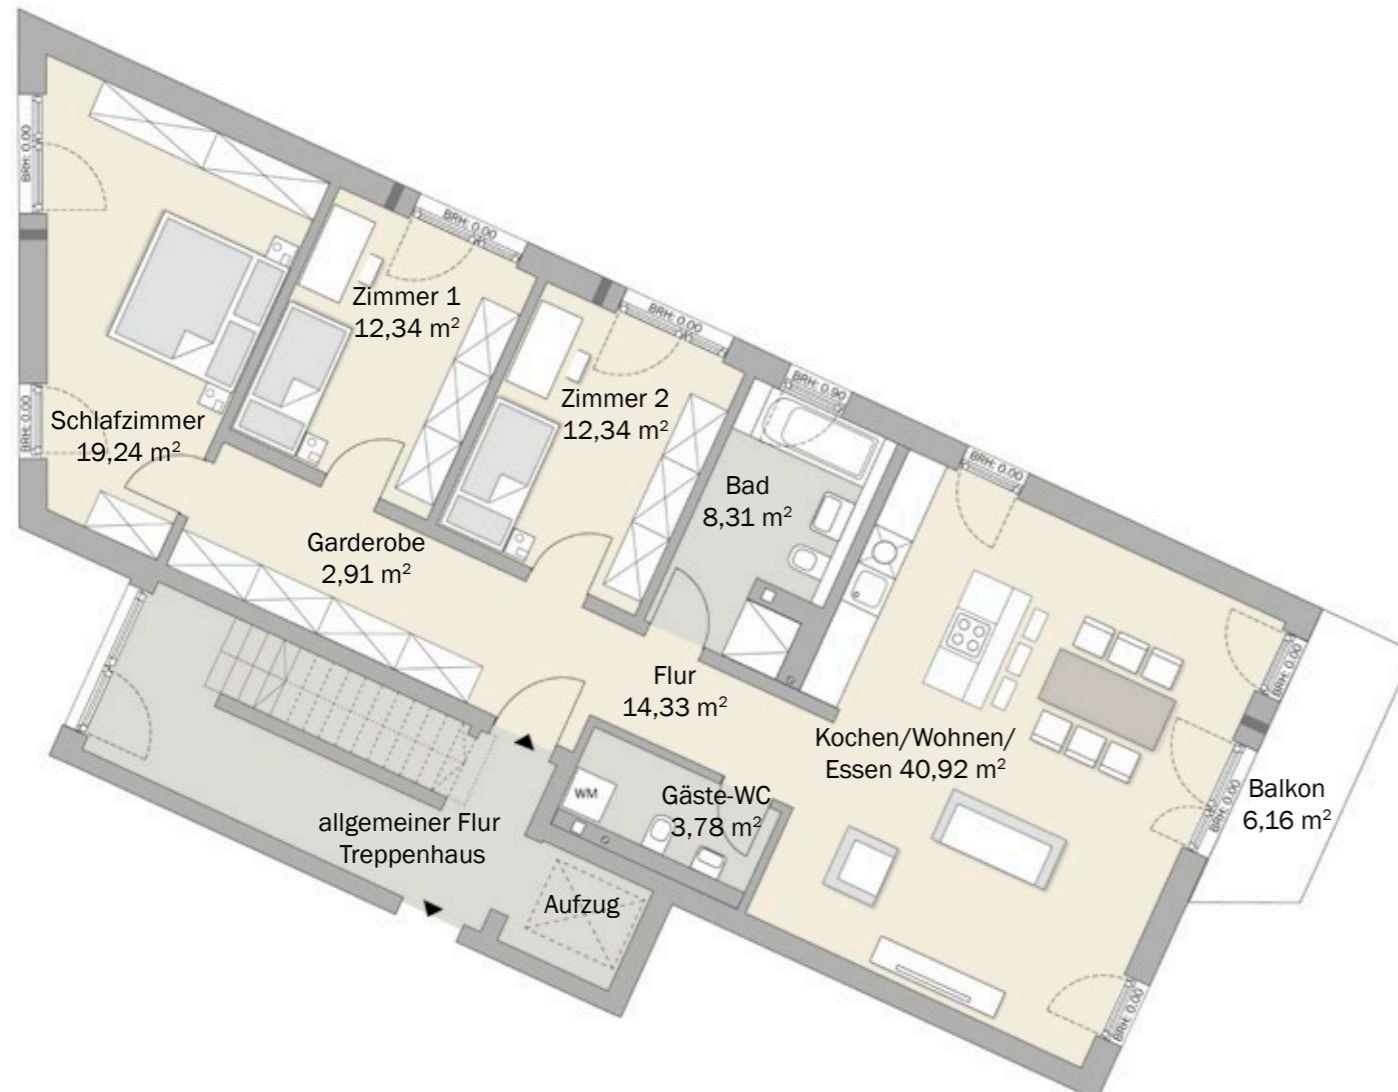 BRH: 0.00
BRH: 0.00
Zimmer 1
12,34 m²
BRH: 0.00
BRH: 0.90
Zimmer 2
12,34 m²
BRH: 0.00
Schlafzimmer
19,24 m²
BRH: 0.00
Bad
8,31 m²
Garderobe
2,91 m²
BRH: 0.00
Flur
14,33 m²
Kochen/Wohnen/
Essen 40,92 m²
WM
Gäste-WC
3,78 m²
BRH: 0.00
Balkon
6,16 m²
allgemeiner Flur
Treppenhaus
Aufzug
BRH: 0.00